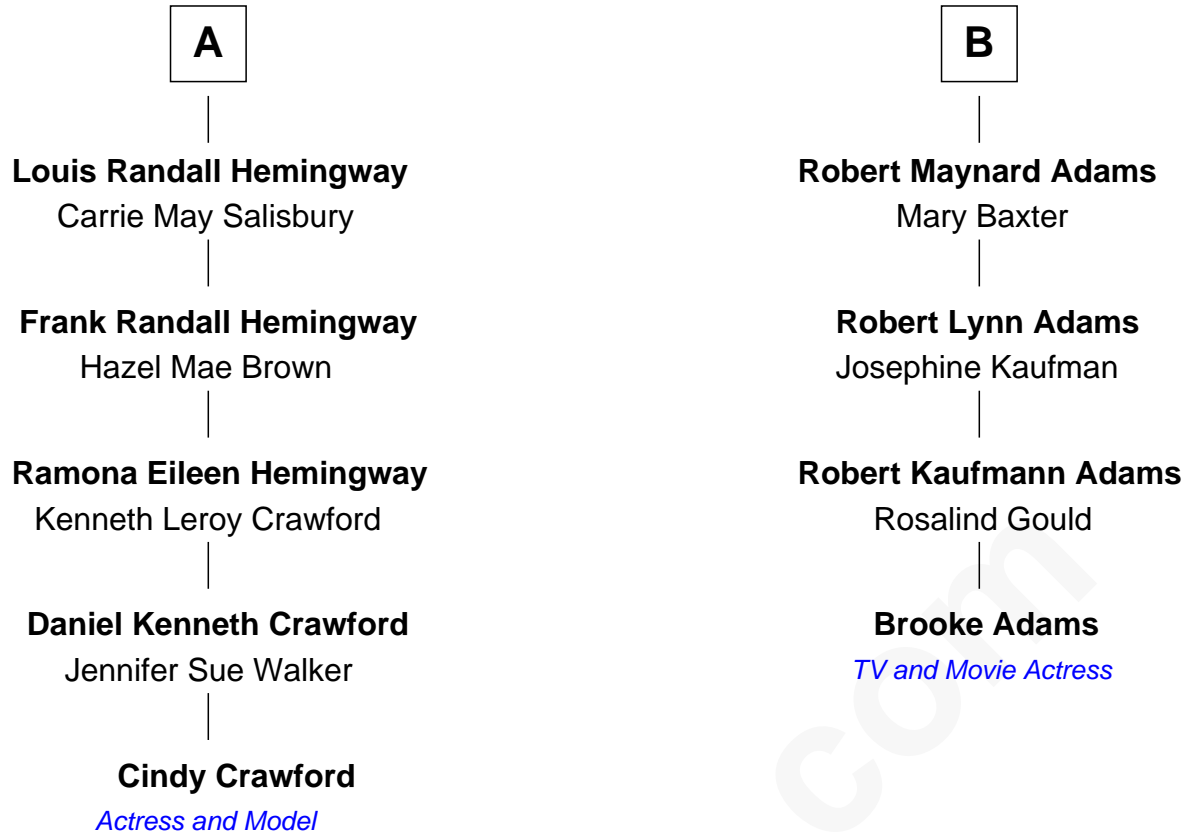 A
Louis Randall Hemingway
Carrie May Salisbury
Frank Randall Hemingway
Hazel Mae Brown
Ramona Eileen Hemingway
Kenneth Leroy Crawford
Daniel Kenneth Crawford
Jennifer Sue Walker
Cindy Crawford
Actress and Model
B
Robert Maynard Adams
Mary Baxter
Robert Lynn Adams
Josephine Kaufman
Robert Kaufmann Adams
Rosalind Gould
Brooke Adams
TV and Movie Actress
com